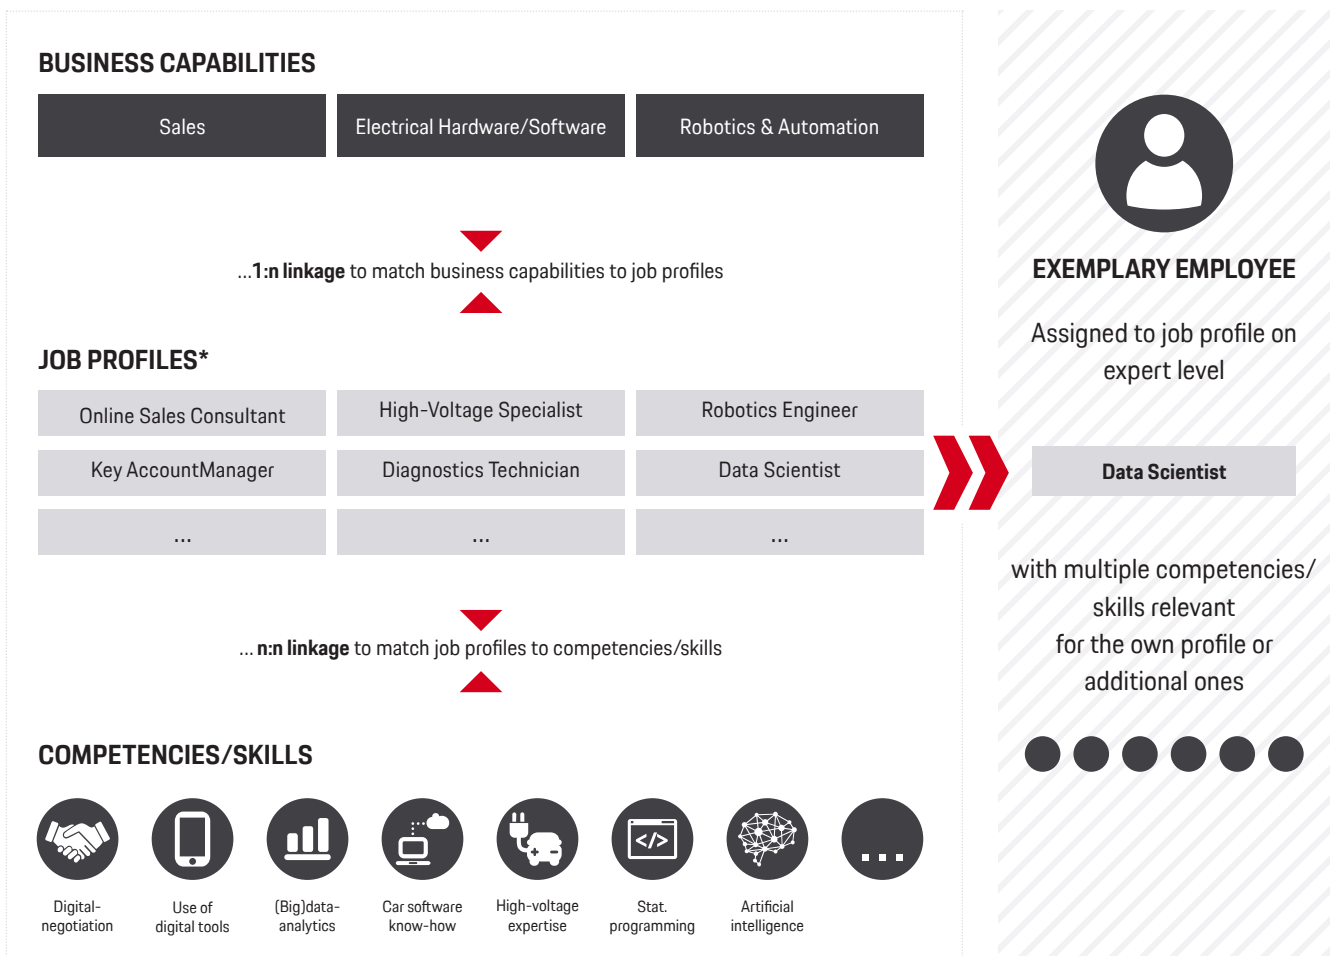 BUSINESS CAPABILITIES
Sales
Electrical Hardware/Software
Robotics & Automation
...1:n linkage to match business capabilities to job profiles
JOB PROFILES*
Online Sales Consultant
High-Voltage Specialist
Robotics Engineer
Key AccountManager
Diagnostics Technician
Data Scientist
...
...
...
... n:n linkage to match job profiles to competencies/skills
COMPETENCIES/SKILLS
</>
...
Digital-
negotiation
Use of
digital tools
(Big)data-
analytics
Car software
know-how
High-voltage
expertise
Stat.
programming
Artificial
intelligence
EXEMPLARY EMPLOYEE
Assigned to job profile on
expert level
Data Scientist
with multiple competencies/
skills relevant
for the own profile or
additional ones